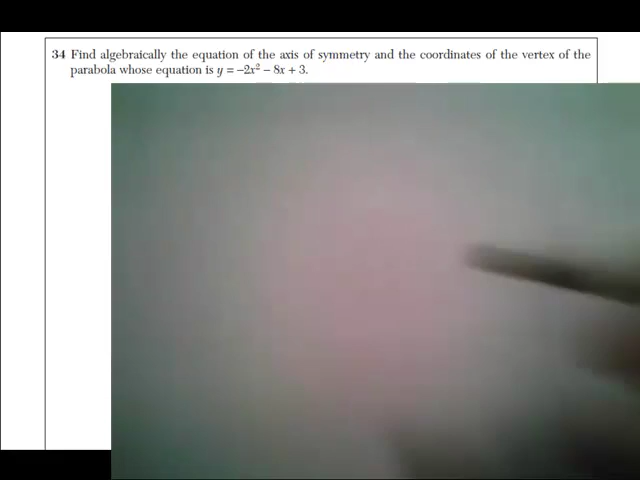 34 Find algebraically the equation of the axis of symmetry and the coordinates of the vertex of the
parabola whose equation is y = –2x² – 8x + 3.